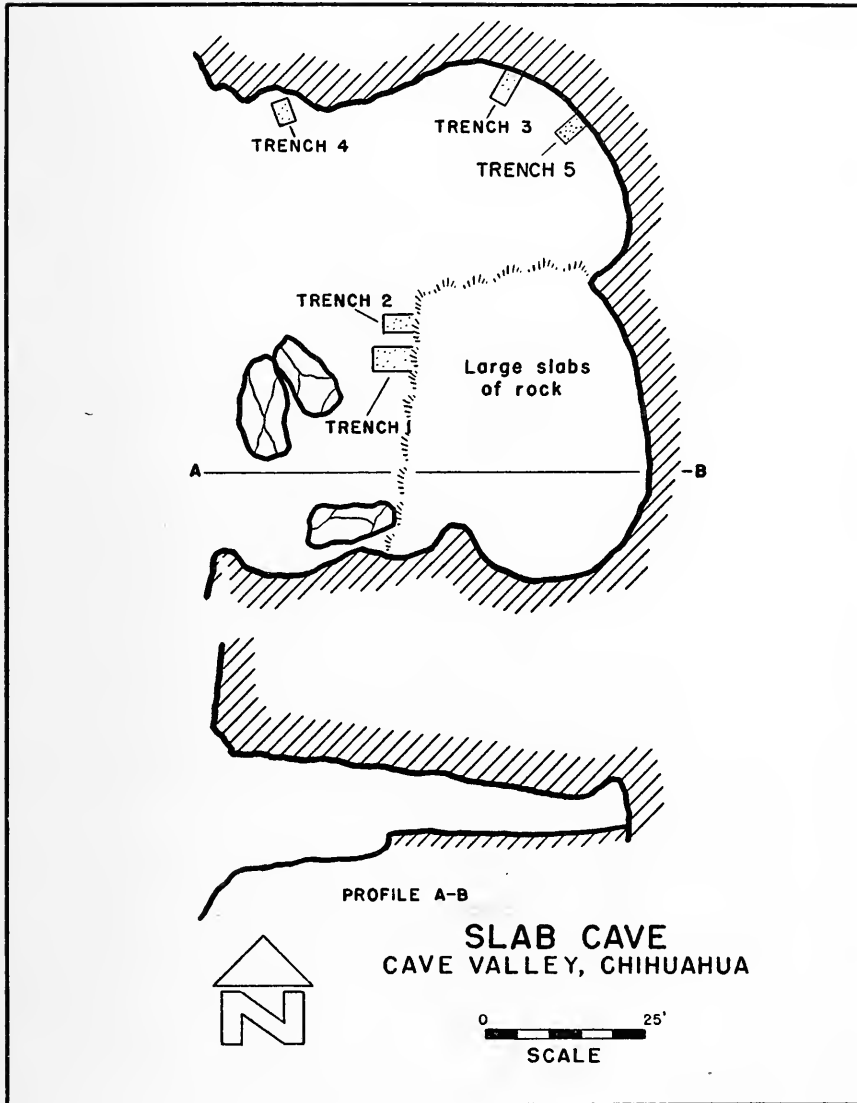 TRENCH 4
TRENCH 3
TRENCH 5
TRENCH 2
Large slabs
of rock
TRENCH 1
A
-B
PROFILE A-B
SLAB CAVE
CAVE VALLEY, CHIHUAHUA
N
0 25'
SCALE